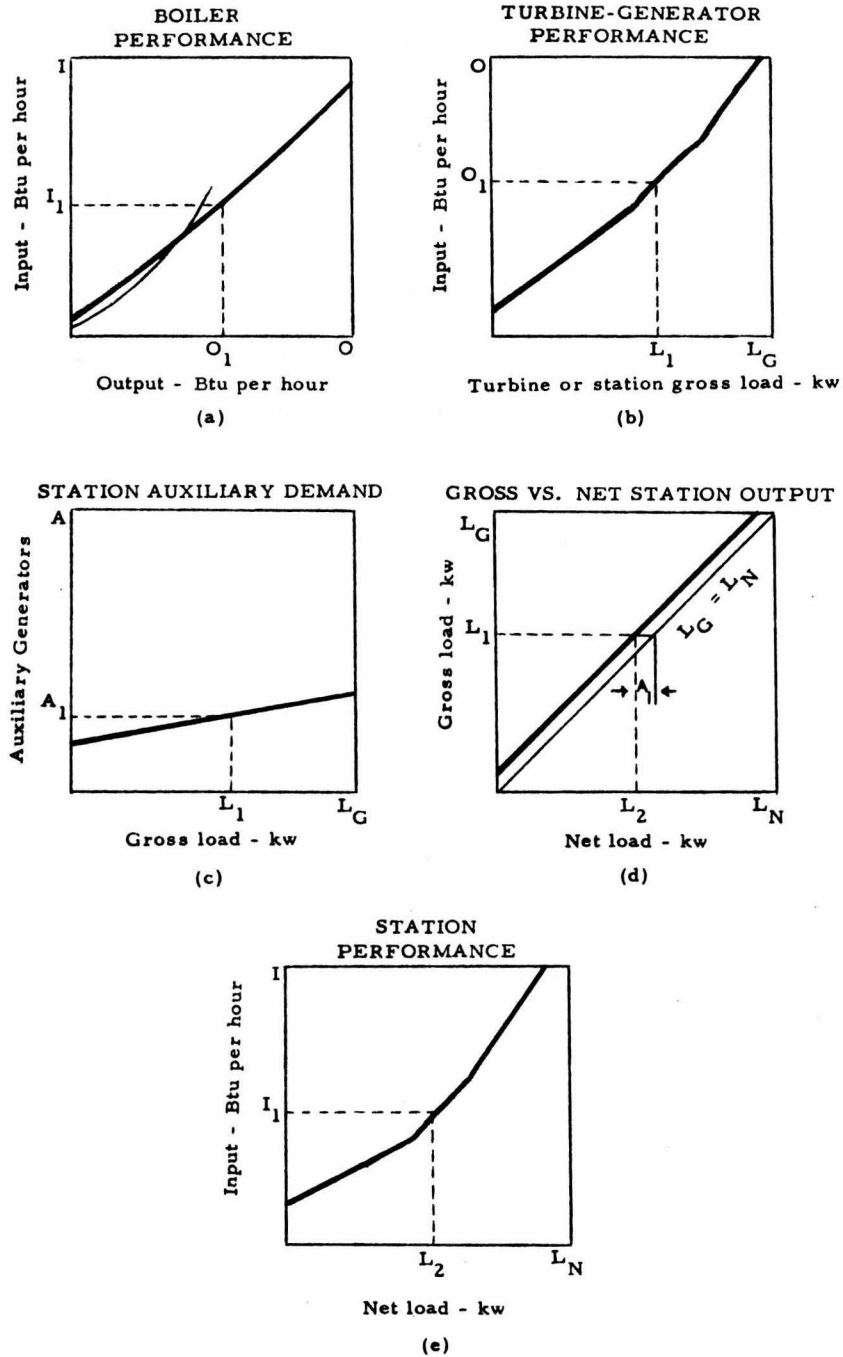 BOILER
PERFORMANCE
I
I1
Input - Btu per hour
O1
O
Output - Btu per hour
(a)
TURBINE-GENERATOR
PERFORMANCE
O
O1
Input - Btu per hour
L1
LG
Turbine or station gross load - kw
(b)
STATION AUXILIARY DEMAND
A
A1
Auxiliary Generators
L1
LG
Gross load - kw
(c)
GROSS VS. NET STATION OUTPUT
LG
L1
Gross load - kw
LG = LN
A1
L2
LN
Net load - kw
(d)
STATION
PERFORMANCE
I
I1
Input - Btu per hour
L2
LN
Net load - kw
(e)